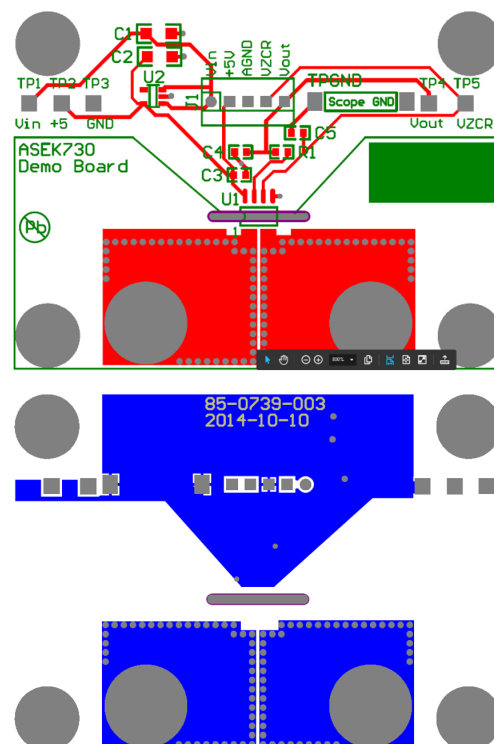 C1
C2
U2
TP1 TP2 TP3
Vin +5 GND
J1
Vin
+5V
AGND
VZCR
Vout
TPGND
Scope GND
TP4 TP5
Vout VZCR
C5
C4 R1
C3
U1
1
ASEK730
Demo Board
Pb
100%
85-0739-003
2014-10-10